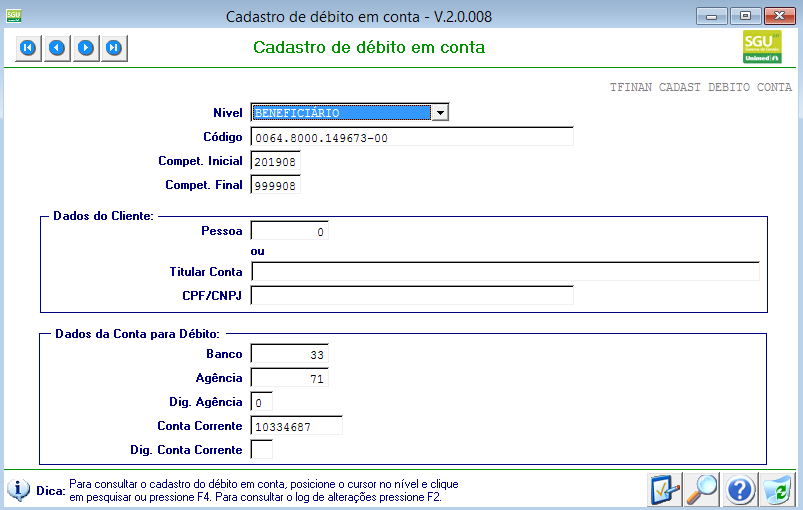 SGU
Cadastro de débito em conta - V.2.0.008
Cadastro de débito em conta
SGU
Unimed
TFINAN CADAST DEBITO CONTA
Nivel BENEFICIÁRIO
Código 0064.8000.149673-00
Compet. Inicial 201908
Compet. Final 999908
Dados do Cliente:
Pessoa 0
ou
Titular Conta
CPF/CNPJ
Dados da Conta para Débito:
Banco 33
Agência 71
Dig. Agência 0
Conta Corrente 10334687
Dig. Conta Corrente
Dica: Para consultar o cadastro do débito em conta, posicione o cursor no nível e clique
em pesquisar ou pressione F4. Para consultar o log de alterações pressione F2.